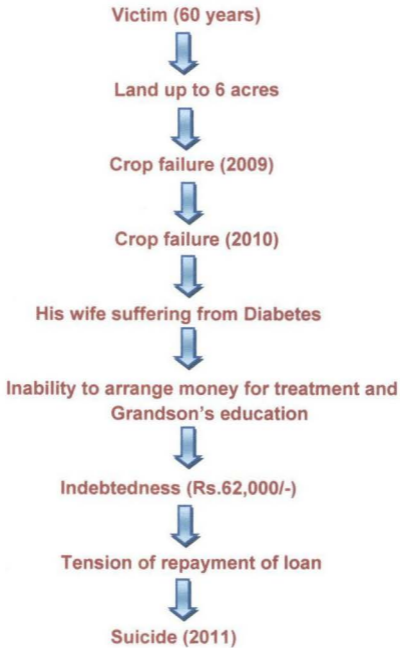 Victim (60 years)
Land up to 6 acres
Crop failure (2009)
Crop failure (2010)
His wife suffering from Diabetes
Inability to arrange money for treatment and
Grandson's education
Indebtedness (Rs.62,000/-)
Tension of repayment of loan
Suicide (2011)